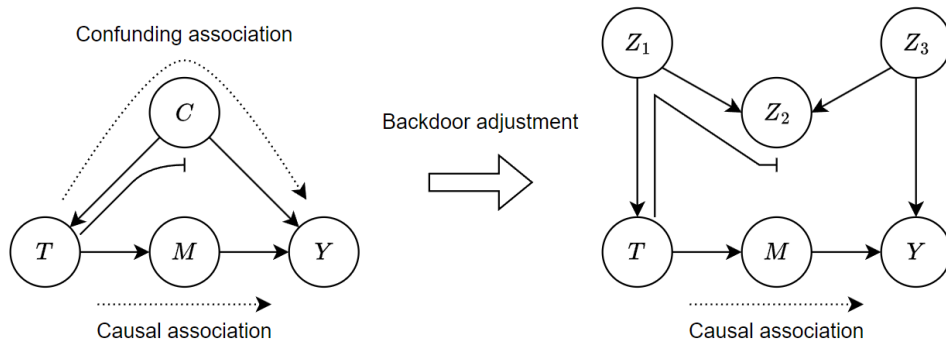 Confunding association
C
T
M
Y
Causal association
Backdoor adjustment
Z1
Z3
Z2
T
M
Y
Causal association